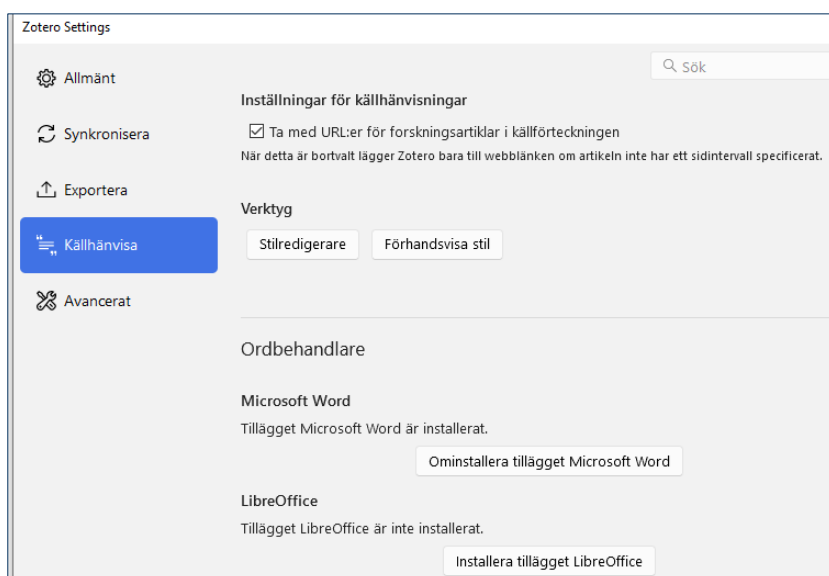 Zotero Settings
Sök
Allmänt
Synkronisera
Exportera
Källhänvisa
Avancerat
Inställningar för källhänvisningar
Ta med URL:er för forskningsartiklar i källförteckningen
När detta är bortvalt lägger Zotero bara till webblänken om artikeln inte har ett sidintervall specificerat.
Verktyg
Stilredigerare
Förhandsvisa stil
Ordbehandlare
Microsoft Word
Tillägget Microsoft Word är installerat.
Ominstallera tillägget Microsoft Word
LibreOffice
Tillägget LibreOffice är inte installerat.
Installera tillägget LibreOffice